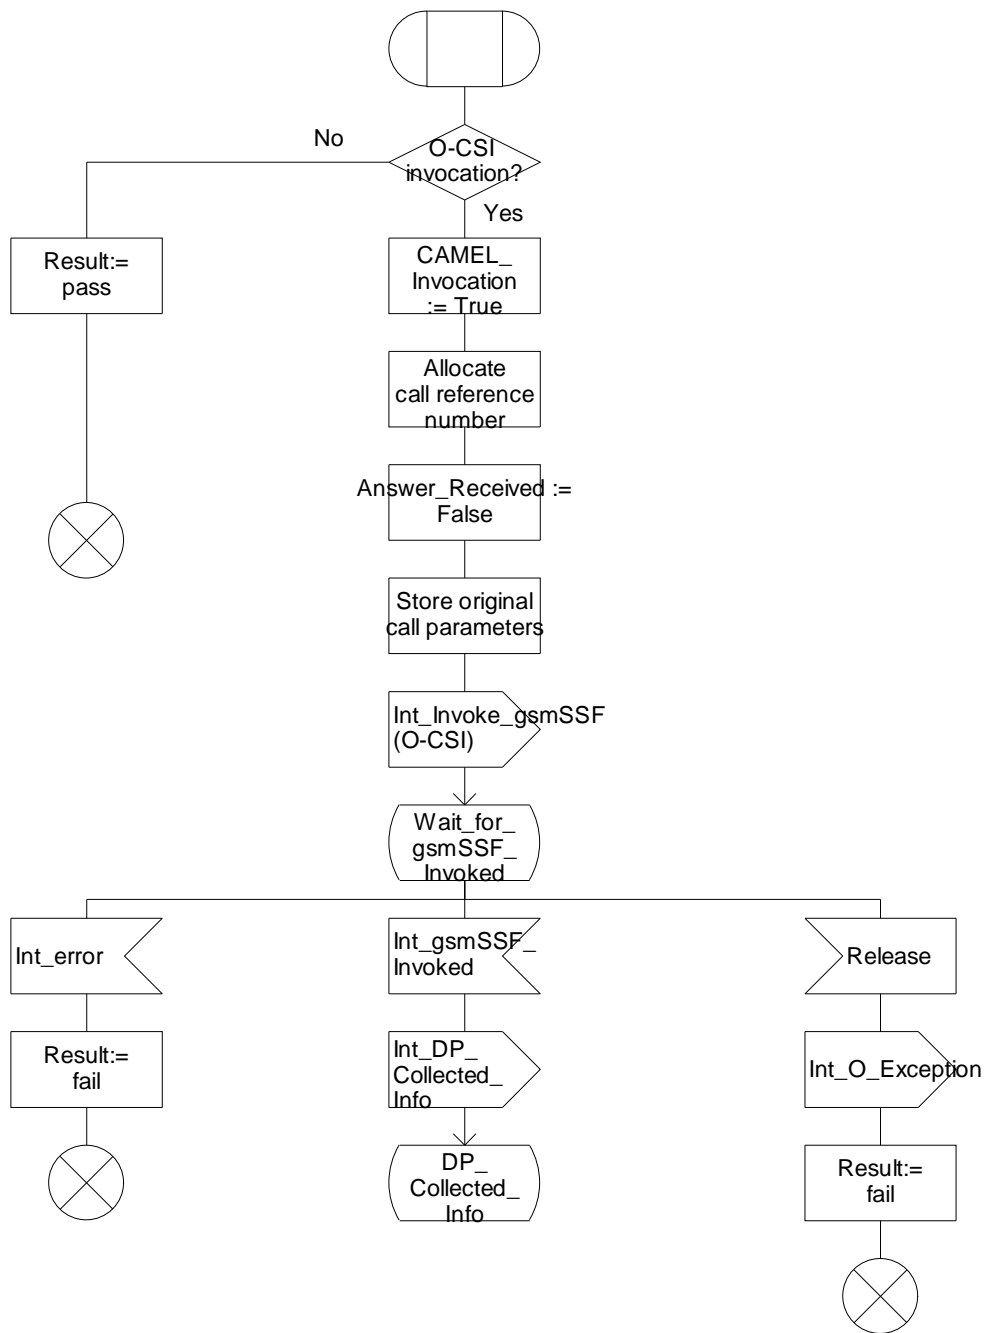 No
O-CSI
invocation?
Yes
Result:=
pass
CAMEL_
Invocation
:= True
Allocate
call reference
number
Answer_Received :=
False
Store original
call parameters
Int_Invoke_gsmSSF
(O-CSI)
Wait_for_
gsmSSF_
Invoked
Int_error
Int_gsmSSF_
Invoked
Release
Result:=
fail
Int_DP_
Collected_
Info
Int_O_Exception
DP_
Collected_
Info
Result:=
fail